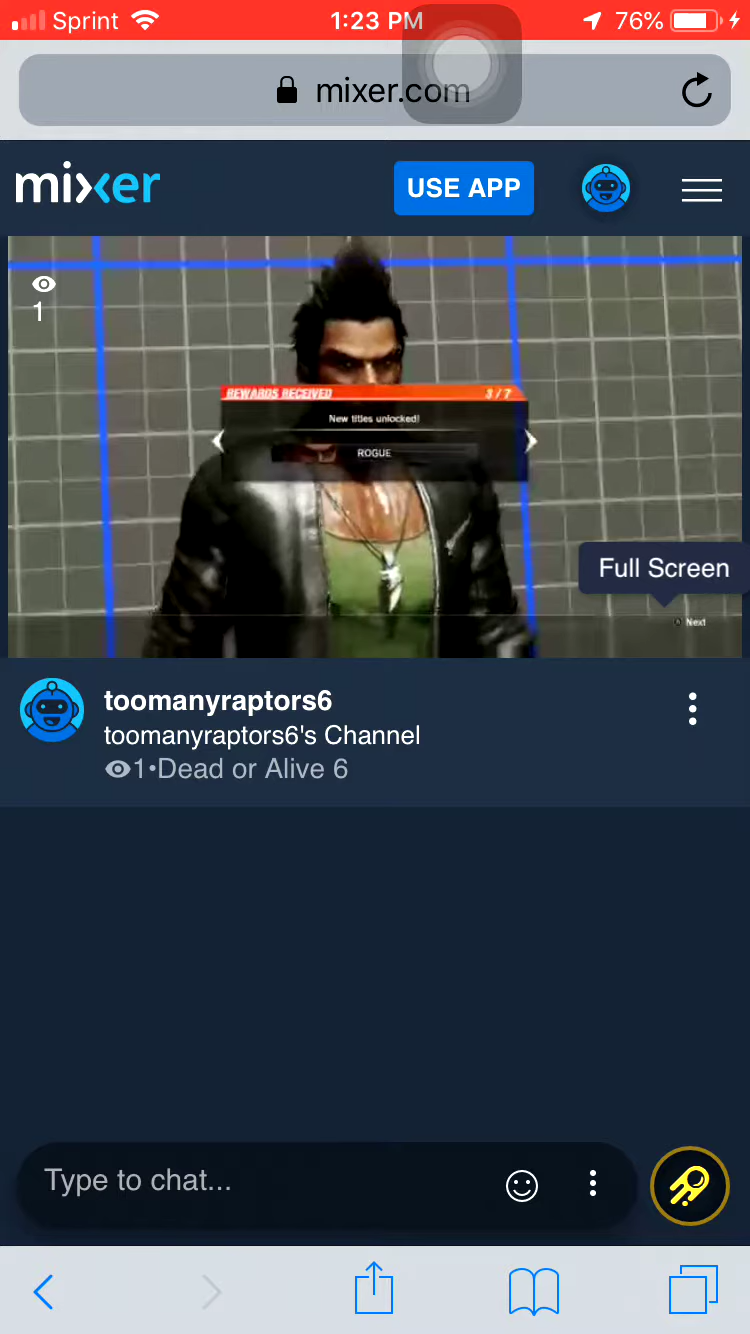 Sprint 1:23 PM 76%
mixer.com
mixer USE APP
1
REWARDS RECEIVED 3 / 7
New titles unlocked!
ROGUE
Full Screen
Next
toomanyraptors6
toomanyraptors6's Channel
1•Dead or Alive 6
Type to chat...